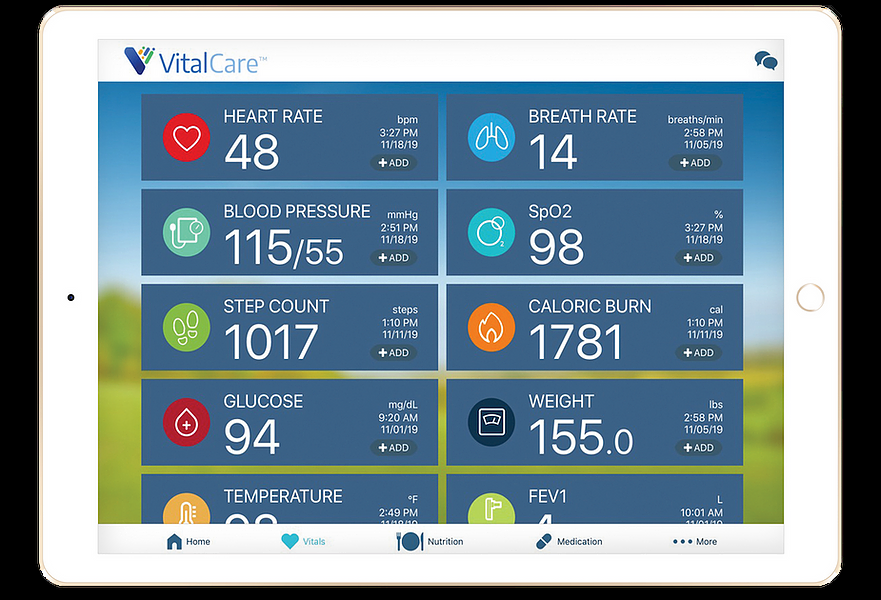 VitalCare™
HEART RATE
48
bpm
3:27 PM
11/18/19
+ ADD
BREATH RATE
14
breaths/min
2:58 PM
11/05/19
+ ADD
BLOOD PRESSURE
115/55
mmHg
2:51 PM
11/18/19
+ ADD
SpO2
98
%
3:27 PM
11/18/19
+ ADD
STEP COUNT
1017
steps
1:10 PM
11/11/19
+ ADD
CALORIC BURN
1781
cal
1:10 PM
11/11/19
+ ADD
GLUCOSE
94
mg/dL
9:20 AM
11/01/19
+ ADD
WEIGHT
155.0
lbs
2:58 PM
11/05/19
+ ADD
TEMPERATURE
°F
2:49 PM
FEV1
L
10:01 AM
Home
Vitals
Nutrition
Medication
More